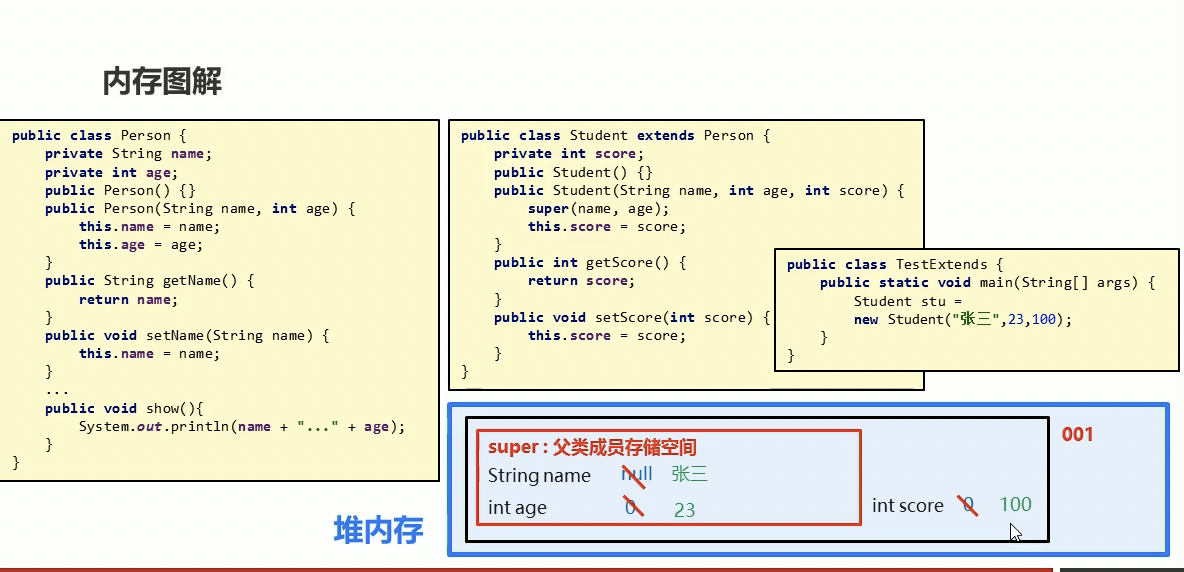 内存图解
public class Person {
private String name;
private int age;
public Person() {}
public Person(String name, int age) {
this.name = name;
this.age = age;
}
public String getName() {
return name;
}
public void setName(String name) {
this.name = name;
}
...
public void show(){
System.out.println(name + "..." + age);
}
}
public class Student extends Person {
private int score;
public Student() {}
public Student(String name, int age, int score) {
super(name, age);
this.score = score;
}
public int getScore() {
return score;
}
public void setScore(int score) {
this.score = score;
}
}
public class TestExtends {
public static void main(String[] args) {
Student stu =
new Student("张三",23,100);
}
}
堆内存
001
super : 父类成员存储空间
String name null 张三
int age 0 23
int score 0 100